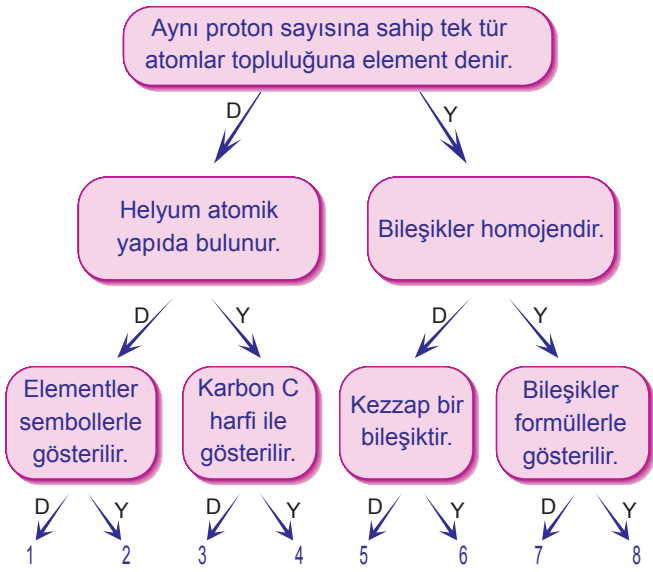 Aynı proton sayısına sahip tek tür
atomlar topluluğuna element denir.
D
Y
Helyum atomik
yapıda bulunur.
Bileşikler homojendir.
D
Y
D
Y
Elementler
sembollerle
gösterilir.
Karbon C
harfi ile
gösterilir.
Kezzap bir
bileşiktir.
Bileşikler
formüllerle
gösterilir.
D
Y
D
Y
D
Y
D
Y
1
2
3
4
5
6
7
8